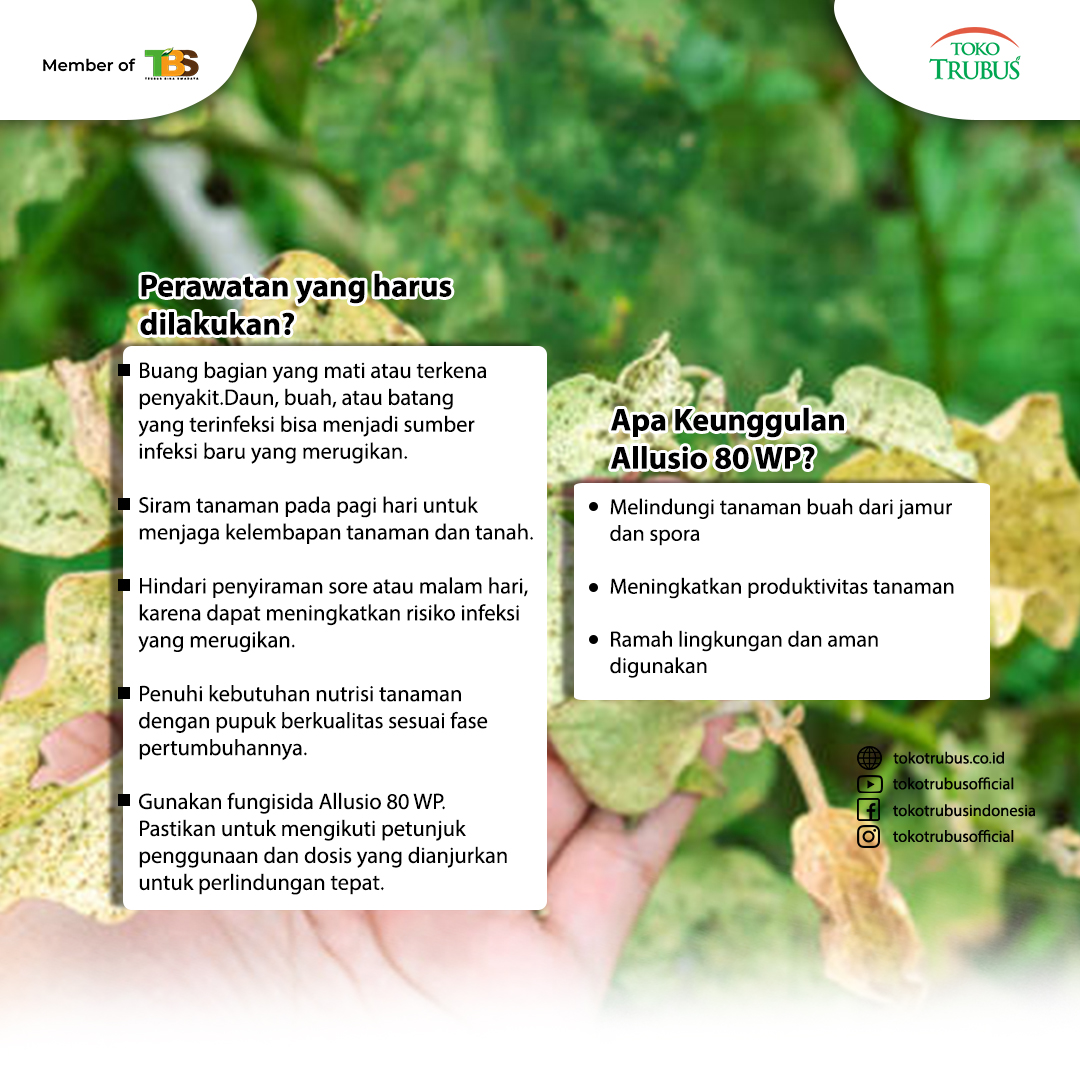 Member of TBS
TRUBUS BINA SWADAYA
TOKO
TRUBUS
Perawatan yang harus
dilakukan?
Buang bagian yang mati atau terkena
penyakit.Daun, buah, atau batang
yang terinfeksi bisa menjadi sumber
infeksi baru yang merugikan.
Siram tanaman pada pagi hari untuk
menjaga kelembapan tanaman dan tanah.
Hindari penyiraman sore atau malam hari,
karena dapat meningkatkan risiko infeksi
yang merugikan.
Penuhi kebutuhan nutrisi tanaman
dengan pupuk berkualitas sesuai fase
pertumbuhannya.
Gunakan fungisida Allusio 80 WP.
Pastikan untuk mengikuti petunjuk
penggunaan dan dosis yang dianjurkan
untuk perlindungan tepat.
Apa Keunggulan
Allusio 80 WP?
Melindungi tanaman buah dari jamur
dan spora
Meningkatkan produktivitas tanaman
Ramah lingkungan dan aman
digunakan
tokotrubus.co.id
tokotrubusofficial
tokotrubusindonesia
tokotrubusofficial